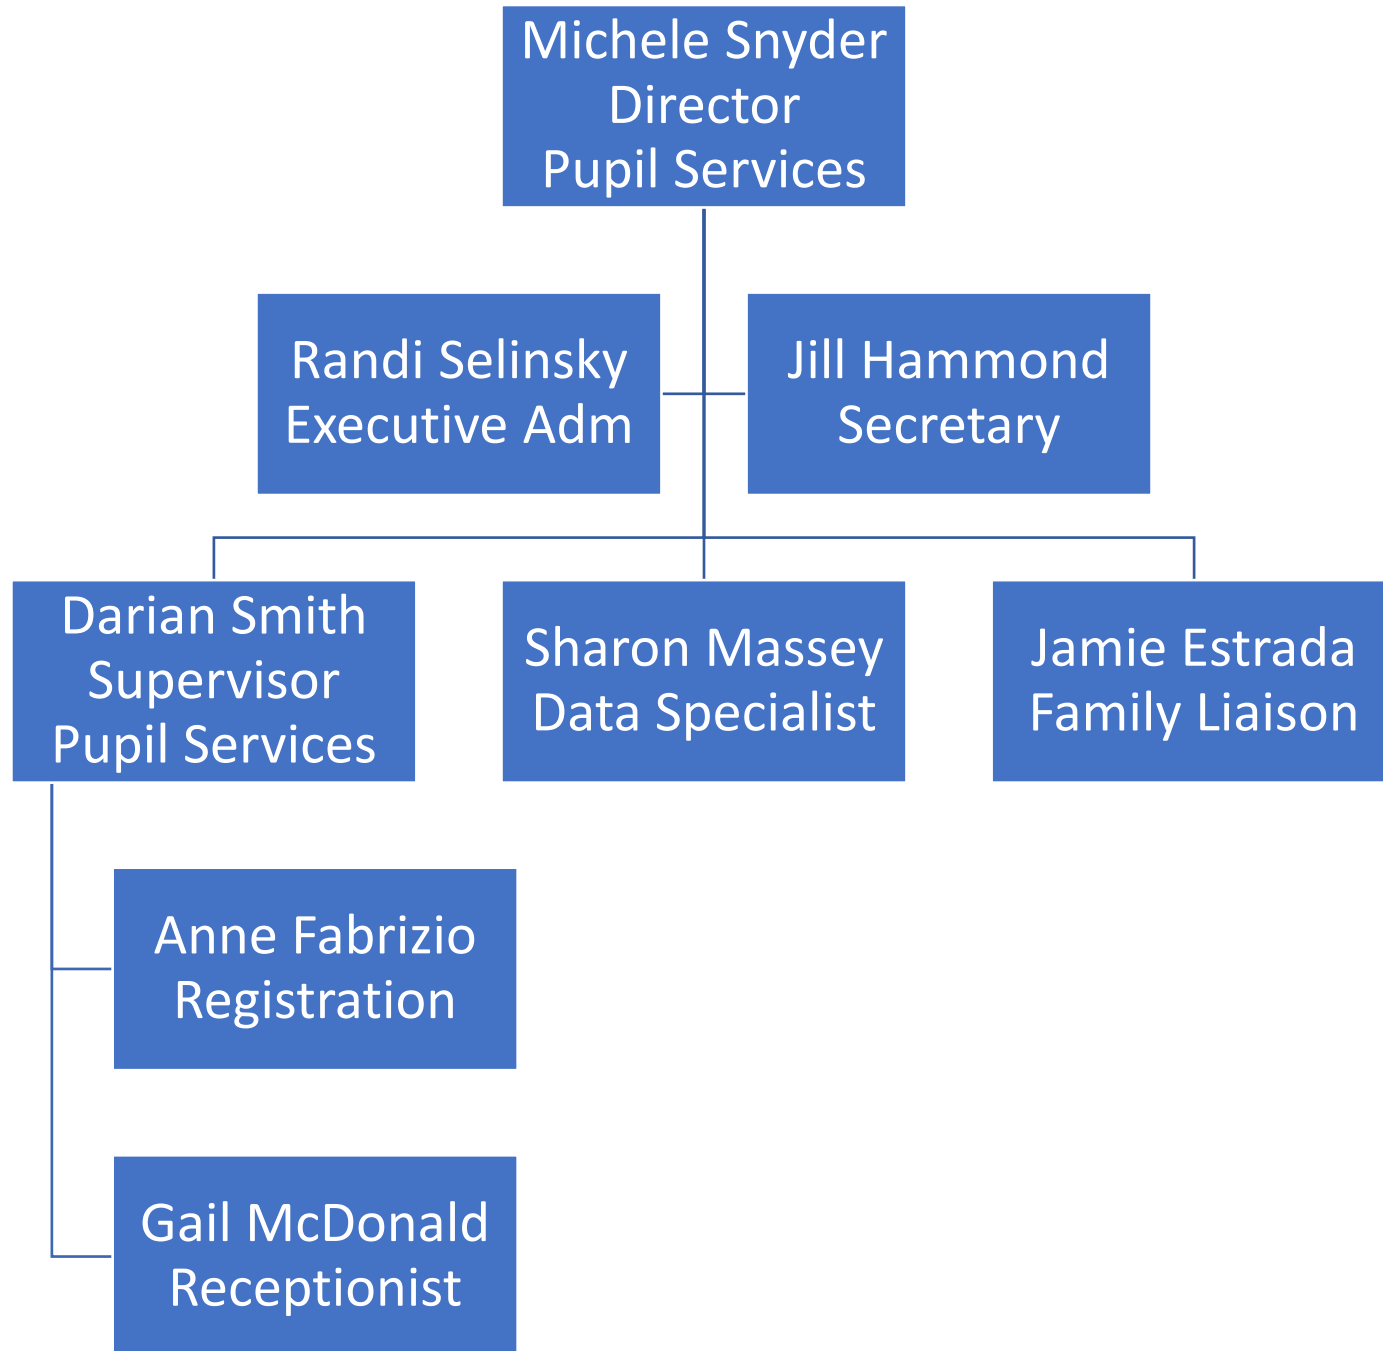 Michele Snyder
Director
Pupil Services
Randi Selinsky
Executive Adm
Jill Hammond
Secretary
Darian Smith
Supervisor
Pupil Services
Sharon Massey
Data Specialist
Jamie Estrada
Family Liaison
Anne Fabrizio
Registration
Gail McDonald
Receptionist